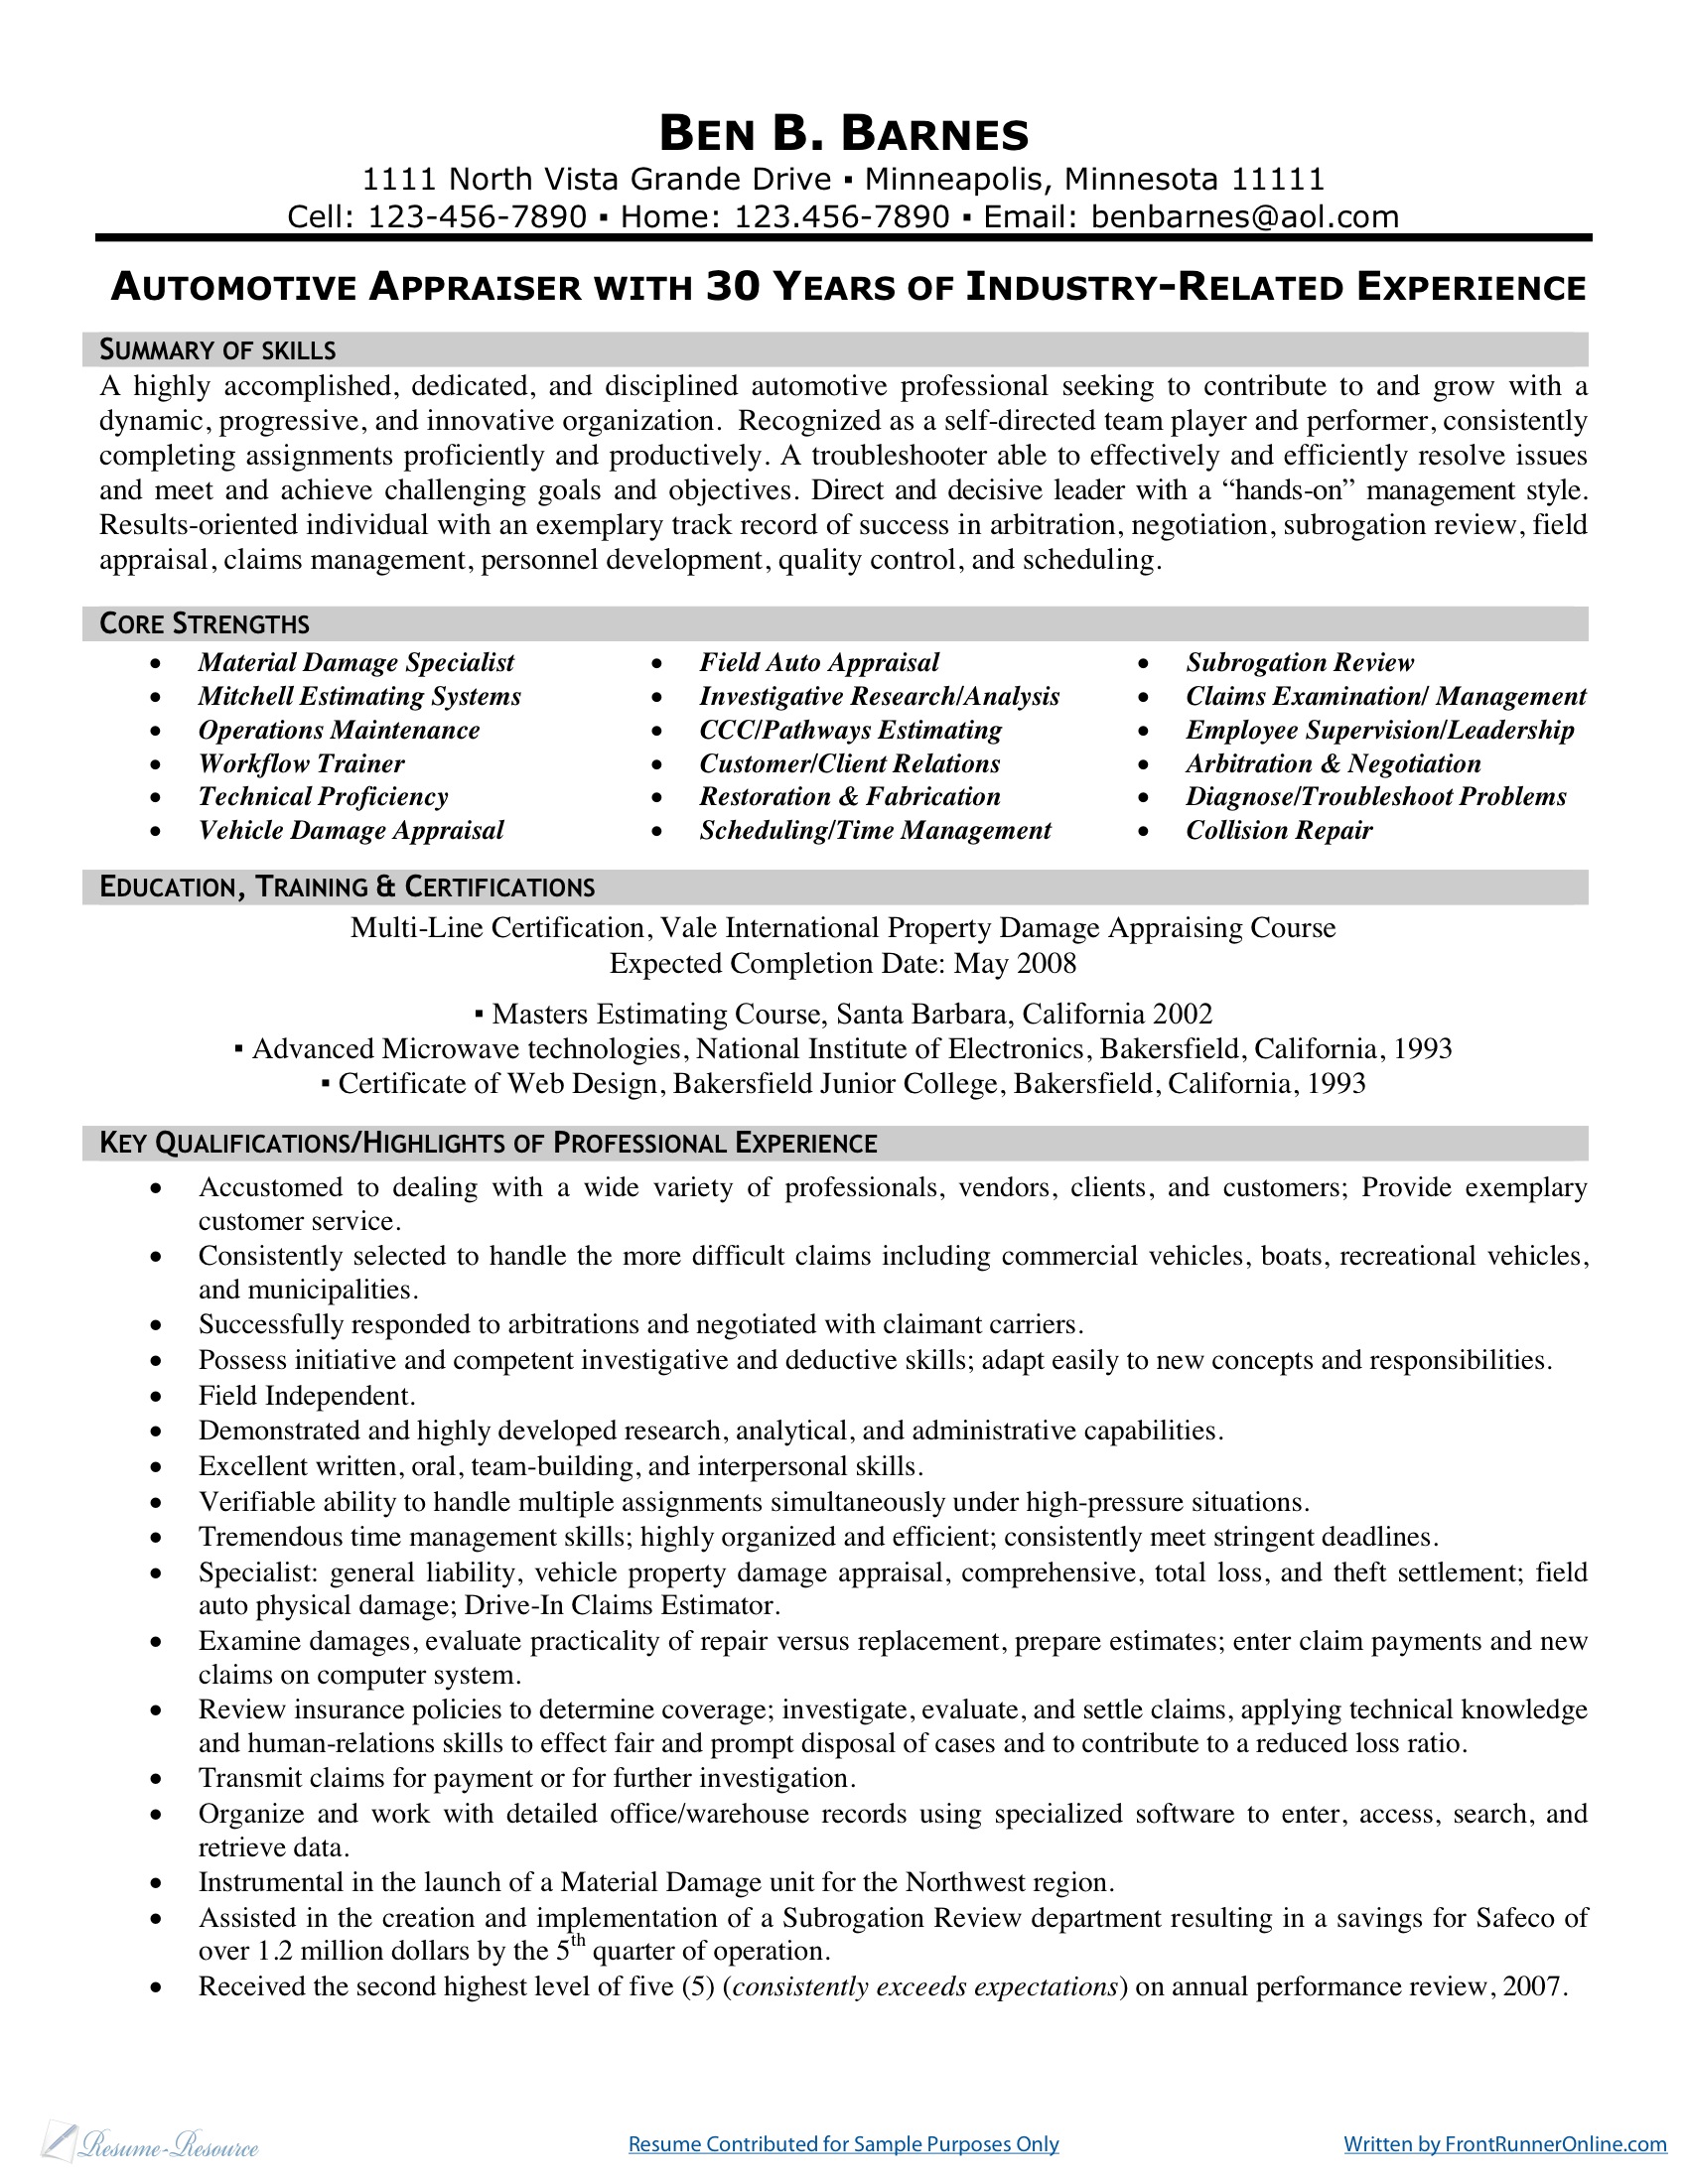 BEN B. BARNES
1111 North Vista Grande Drive ▪ Minneapolis, Minnesota 11111
Cell: 123-456-7890 ▪ Home: 123.456-7890 ▪ Email: benbarnes@aol.com
AUTOMOTIVE APPRAISER WITH 30 YEARS OF INDUSTRY-RELATED EXPERIENCE
SUMMARY OF SKILLS
A highly accomplished, dedicated, and disciplined automotive professional seeking to contribute to and grow with a
dynamic, progressive, and innovative organization. Recognized as a self-directed team player and performer, consistently
completing assignments proficiently and productively. A troubleshooter able to effectively and efficiently resolve issues
and meet and achieve challenging goals and objectives. Direct and decisive leader with a “hands-on” management style.
Results-oriented individual with an exemplary track record of success in arbitration, negotiation, subrogation review, field
appraisal, claims management, personnel development, quality control, and scheduling.
CORE STRENGTHS
• Material Damage Specialist • Field Auto Appraisal • Subrogation Review
• Mitchell Estimating Systems • Investigative Research/Analysis • Claims Examination/ Management
• Operations Maintenance • CCC/Pathways Estimating • Employee Supervision/Leadership
• Workflow Trainer • Customer/Client Relations • Arbitration & Negotiation
• Technical Proficiency • Restoration & Fabrication • Diagnose/Troubleshoot Problems
• Vehicle Damage Appraisal • Scheduling/Time Management • Collision Repair
EDUCATION, TRAINING & CERTIFICATIONS
Multi-Line Certification, Vale International Property Damage Appraising Course
Expected Completion Date: May 2008
▪ Masters Estimating Course, Santa Barbara, California 2002
▪ Advanced Microwave technologies, National Institute of Electronics, Bakersfield, California, 1993
▪ Certificate of Web Design, Bakersfield Junior College, Bakersfield, California, 1993
KEY QUALIFICATIONS/HIGHLIGHTS OF PROFESSIONAL EXPERIENCE
• Accustomed to dealing with a wide variety of professionals, vendors, clients, and customers; Provide exemplary
customer service.
• Consistently selected to handle the more difficult claims including commercial vehicles, boats, recreational vehicles,
and municipalities.
• Successfully responded to arbitrations and negotiated with claimant carriers.
• Possess initiative and competent investigative and deductive skills; adapt easily to new concepts and responsibilities.
• Field Independent.
• Demonstrated and highly developed research, analytical, and administrative capabilities.
• Excellent written, oral, team-building, and interpersonal skills.
• Verifiable ability to handle multiple assignments simultaneously under high-pressure situations.
• Tremendous time management skills; highly organized and efficient; consistently meet stringent deadlines.
• Specialist: general liability, vehicle property damage appraisal, comprehensive, total loss, and theft settlement; field
auto physical damage; Drive-In Claims Estimator.
• Examine damages, evaluate practicality of repair versus replacement, prepare estimates; enter claim payments and new
claims on computer system.
• Review insurance policies to determine coverage; investigate, evaluate, and settle claims, applying technical knowledge
and human-relations skills to effect fair and prompt disposal of cases and to contribute to a reduced loss ratio.
• Transmit claims for payment or for further investigation.
• Organize and work with detailed office/warehouse records using specialized software to enter, access, search, and
retrieve data.
• Instrumental in the launch of a Material Damage unit for the Northwest region.
• Assisted in the creation and implementation of a Subrogation Review department resulting in a savings for Safeco of
over 1.2 million dollars by the 5th quarter of operation.
• Received the second highest level of five (5) (consistently exceeds expectations) on annual performance review, 2007.
Resume-Resource Resume Contributed for Sample Purposes Only Written by FrontRunnerOnline.com